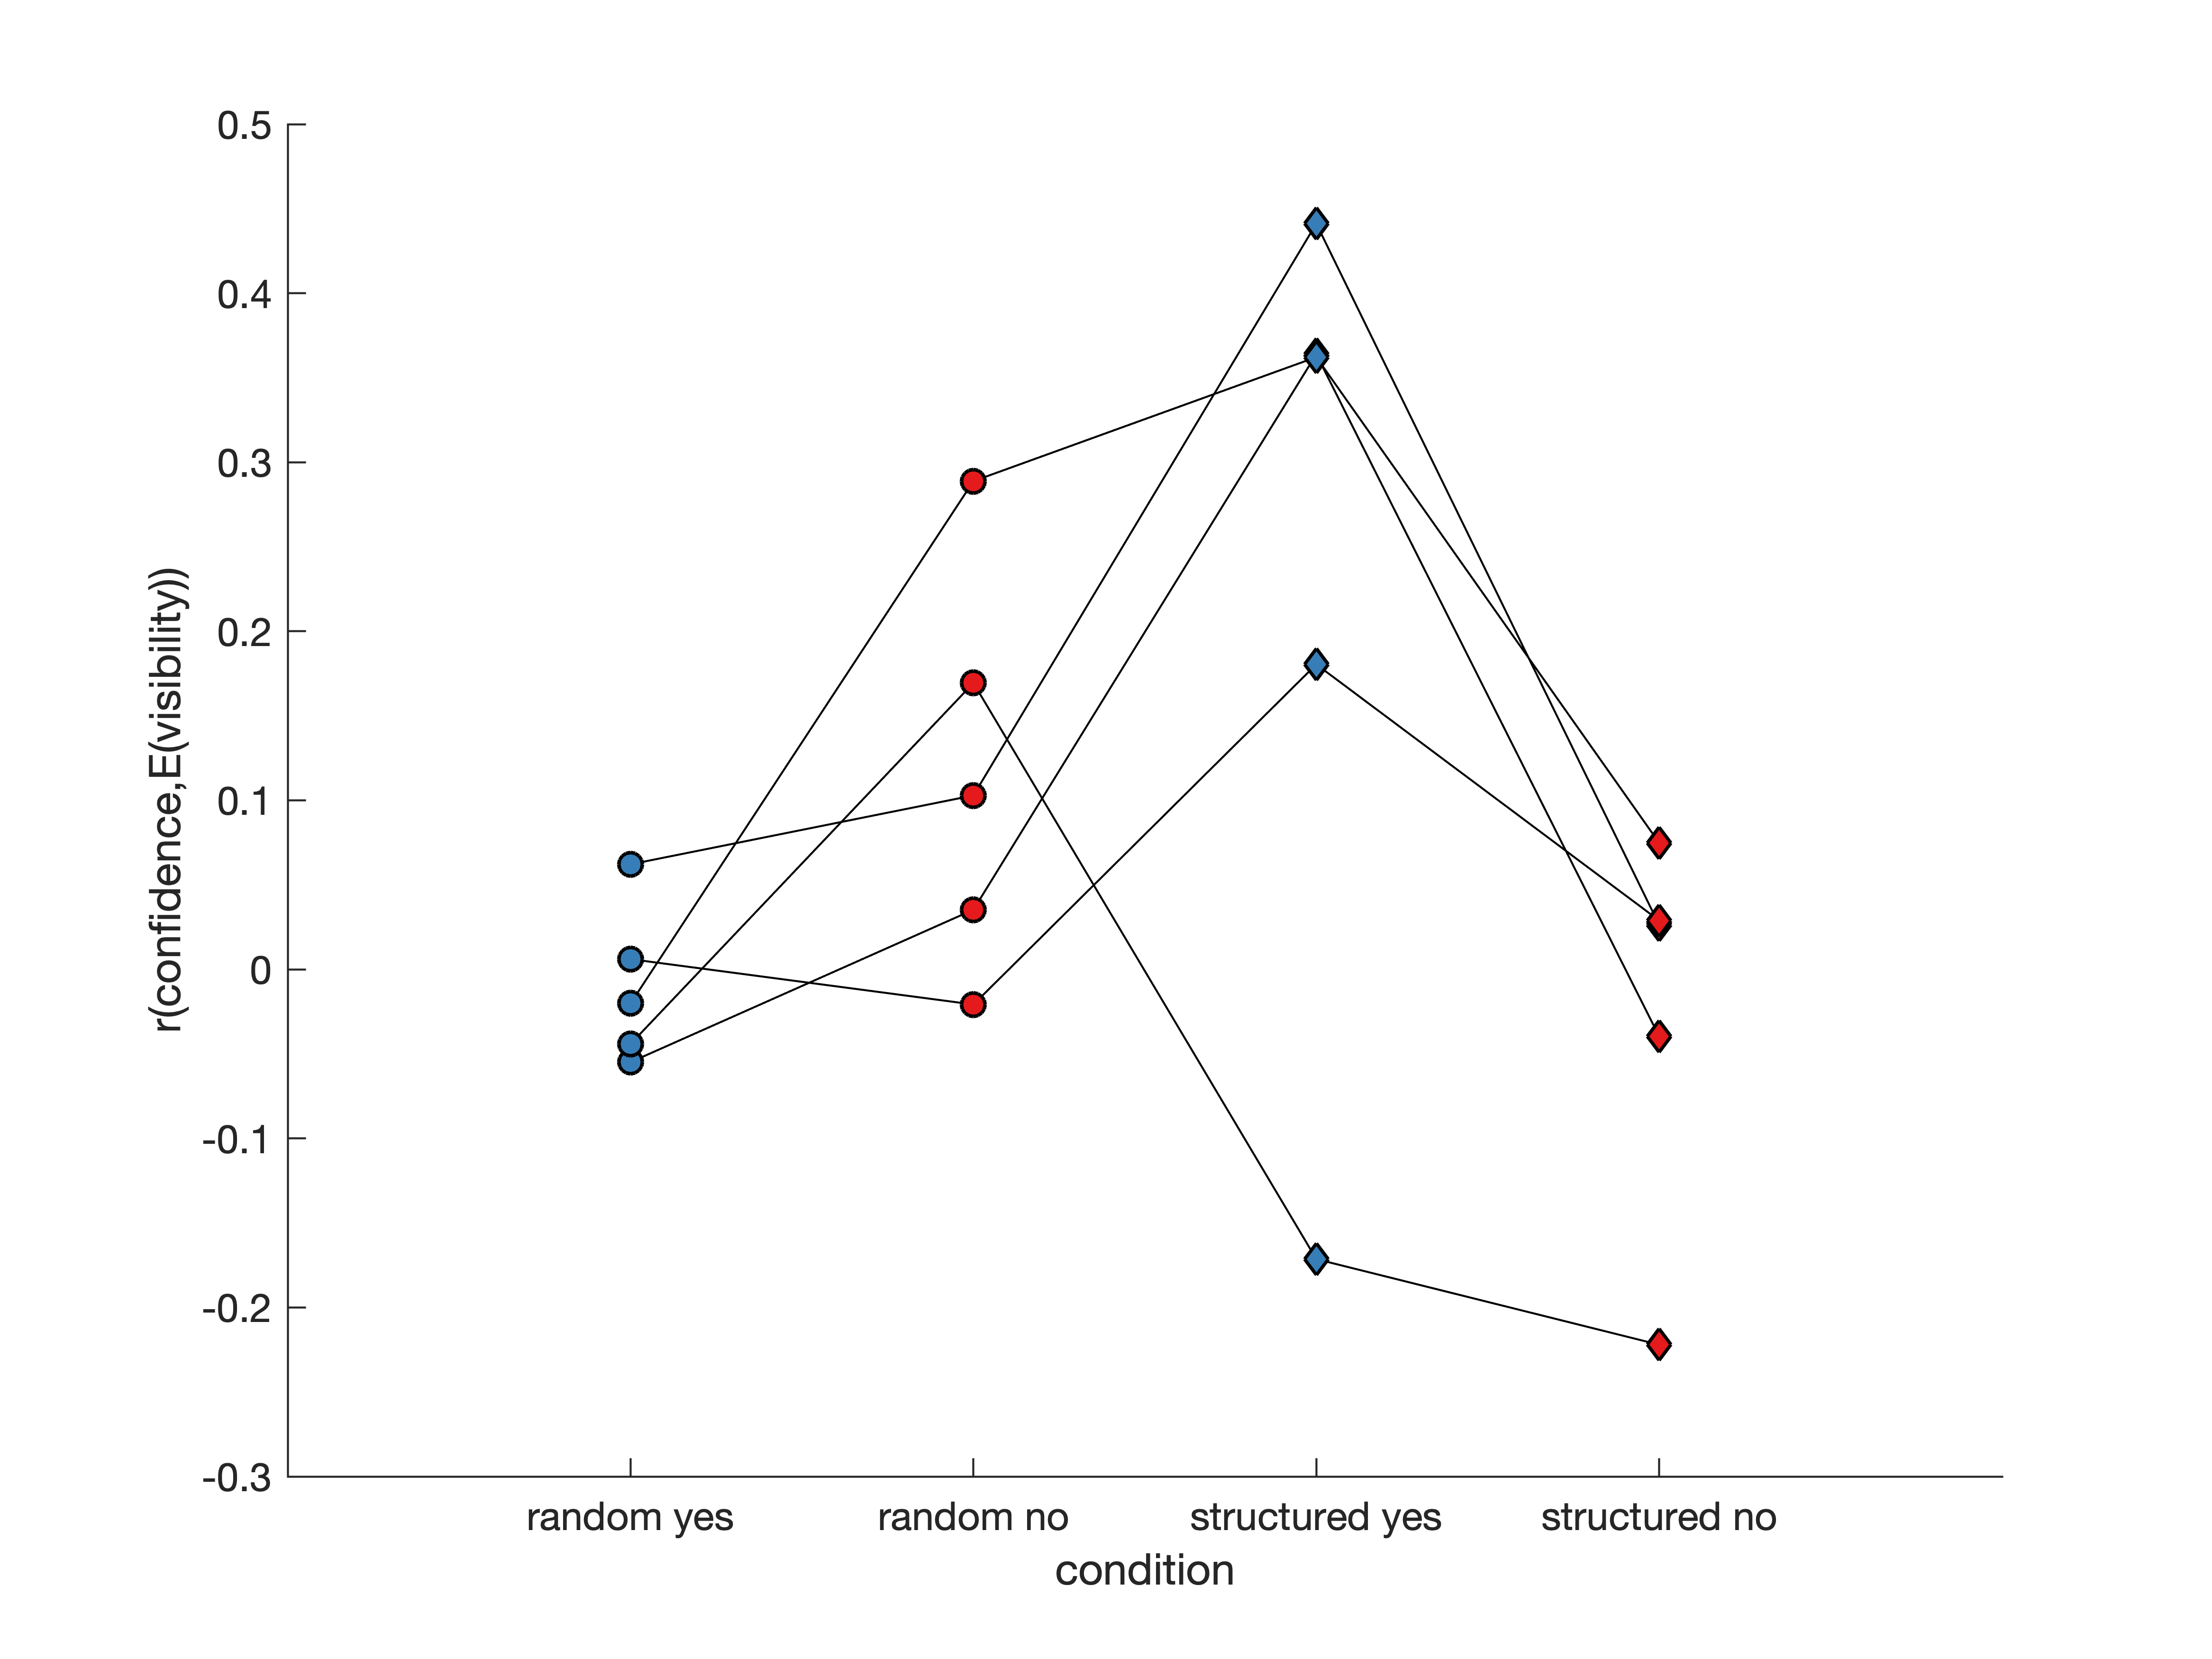 0.5
0.4
0.3
0.2
0.1
0
-0.1
-0.2
-0.3
r(confidence,E(visibility))
random yes
random no
structured yes
structured no
condition